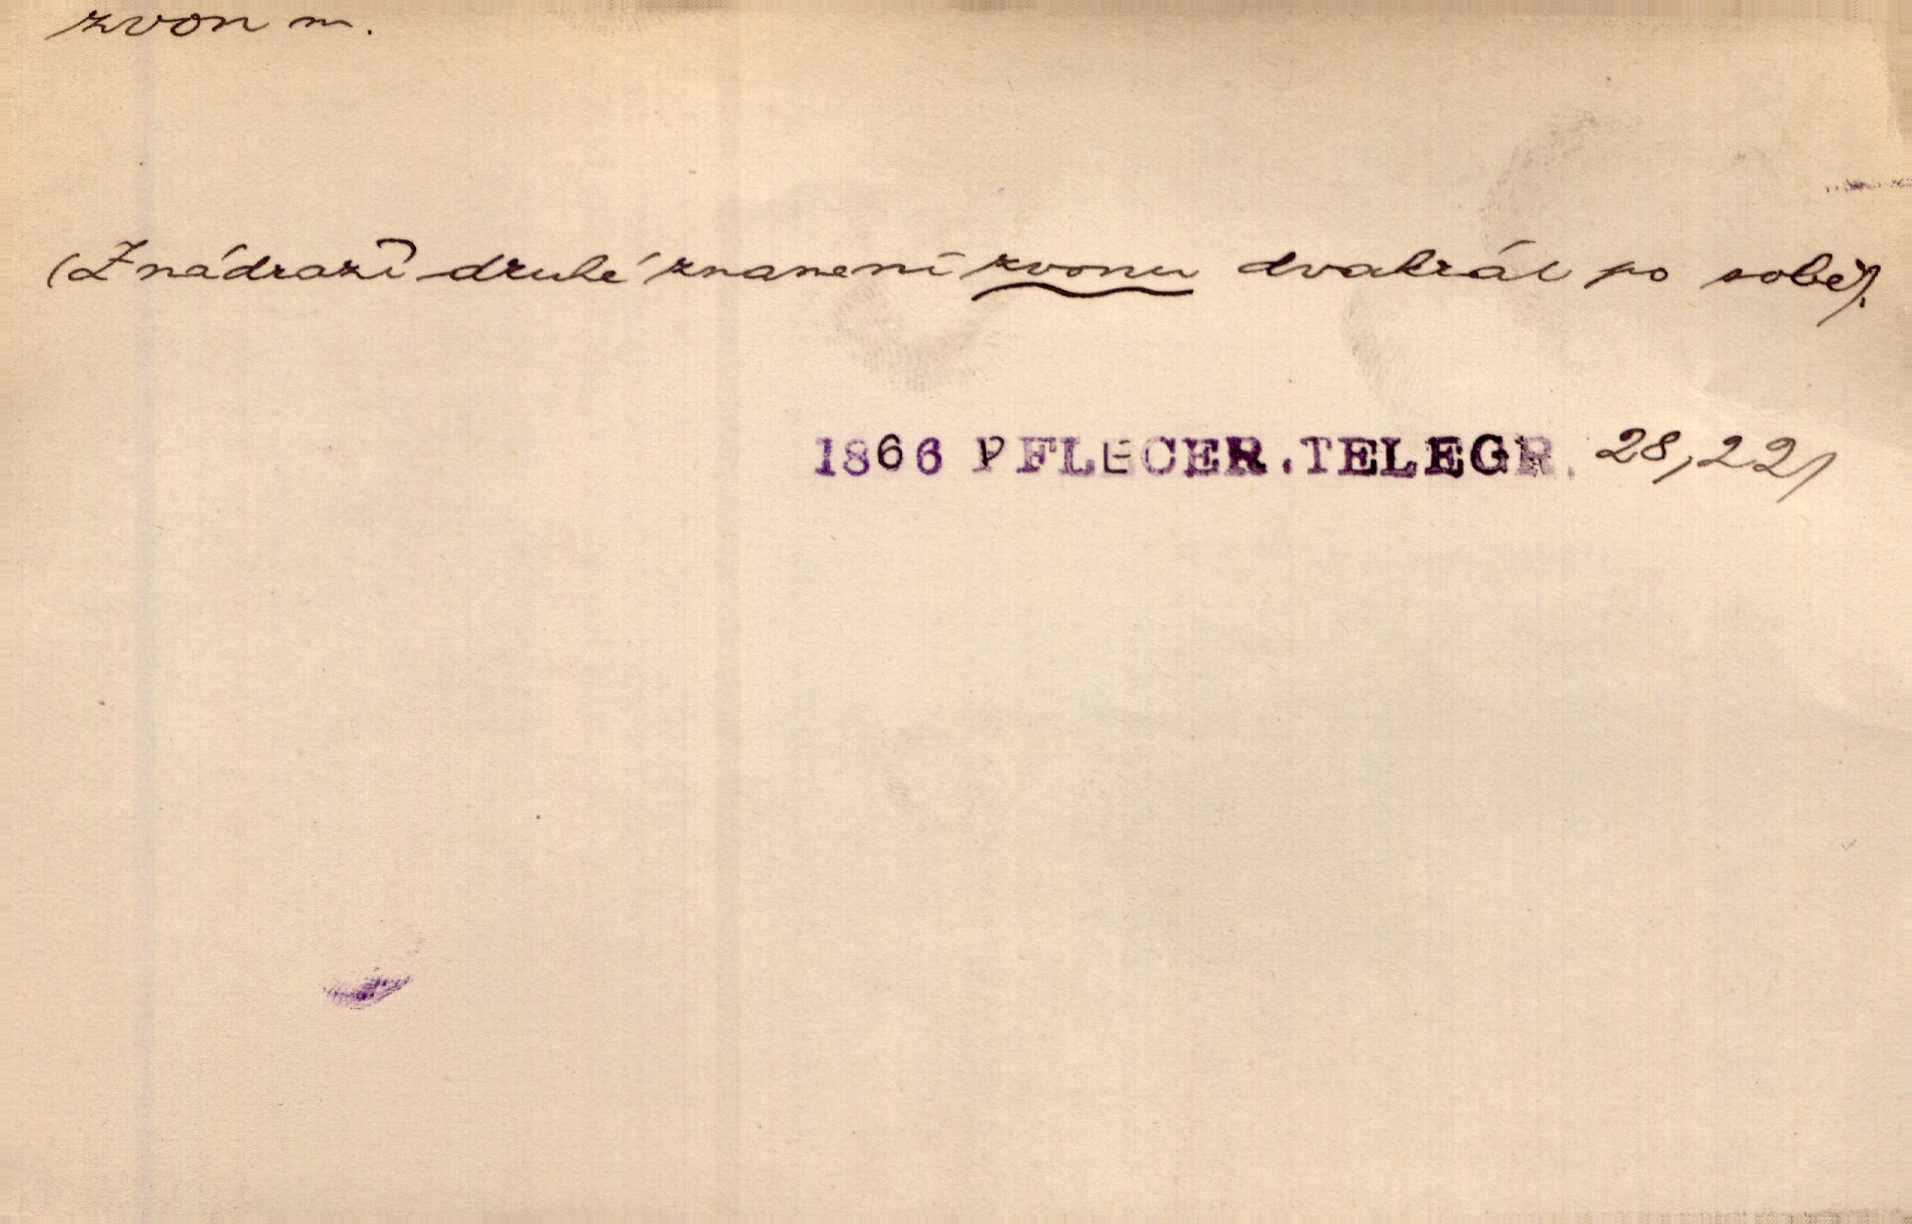 zvon m.
(Z nádraží druhé znamení zvonu dvakrát po sobě).
1866 PFLEGER.TELEGR. 28,22/